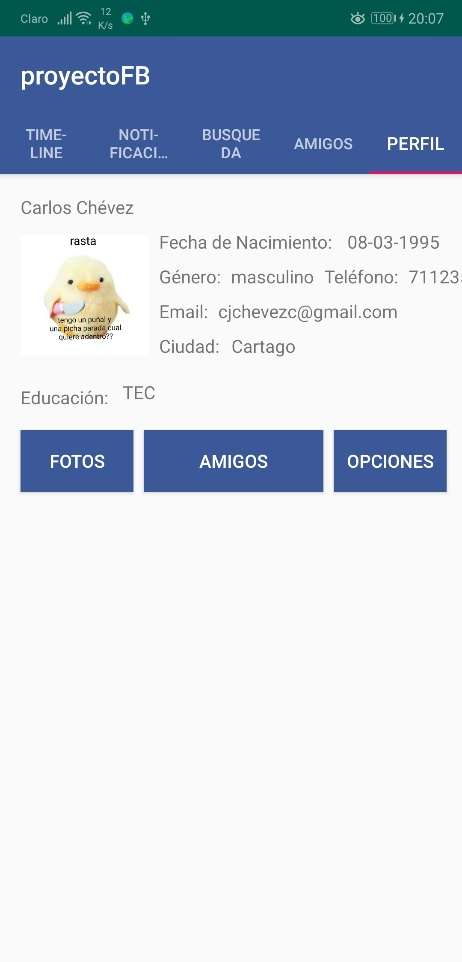 Claro 12 K/s 100 20:07
proyectoFB
TIME-
LINE
NOTI-
FICACI...
BUSQUE
DA
AMIGOS
PERFIL
Carlos Chévez
rasta
tengo un puñal y
una picha parada cual
quiere adentro??
Fecha de Nacimiento: 08-03-1995
Género: masculino Teléfono: 71123
Email: cjchevezc@gmail.com
Ciudad: Cartago
Educación: TEC
FOTOS
AMIGOS
OPCIONES